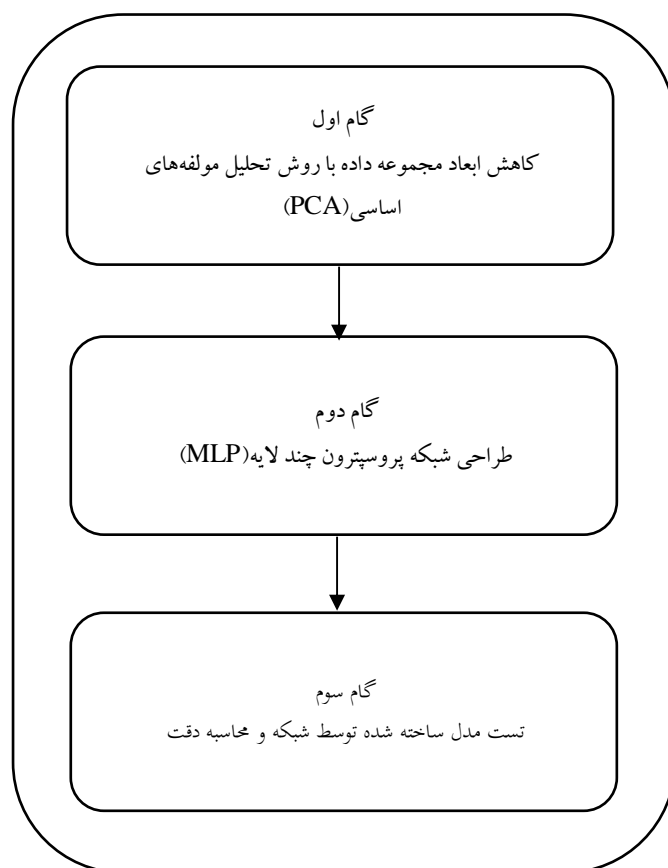 گام اول
کاهش ابعاد مجموعه داده با روش تحلیل مولفه‌های
اساسی(PCA)
گام دوم
طراحی شبکه پروسپترون چند لایه(MLP)
گام سوم
تست مدل ساخته شده توسط شبکه و محاسبه دقت